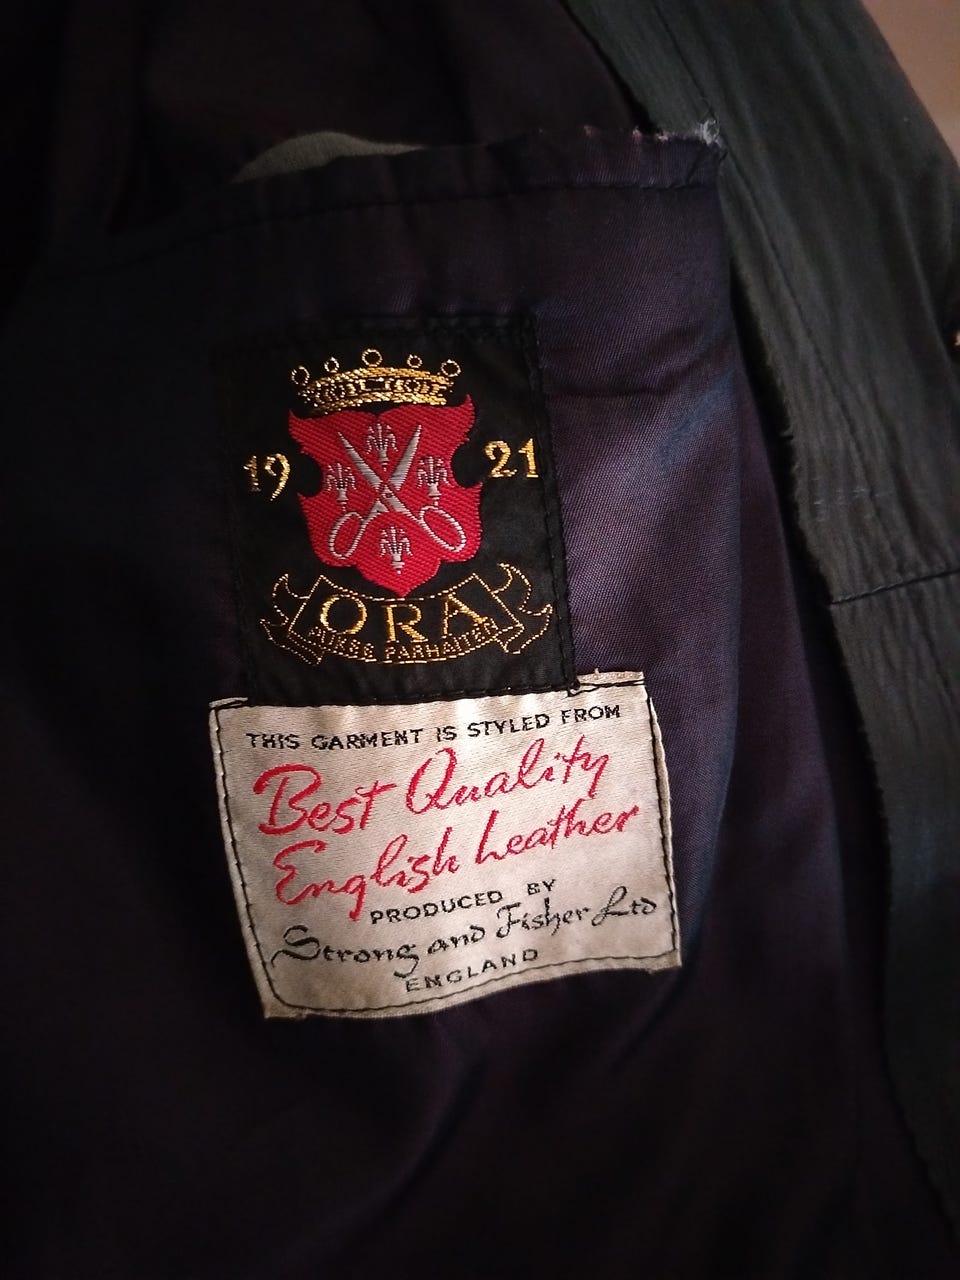 19 21
ORA
PARHAITEN
THIS GARMENT IS STYLED FROM
Best Quality
English Leather
PRODUCED BY
Strong and Fisher Ltd
ENGLAND